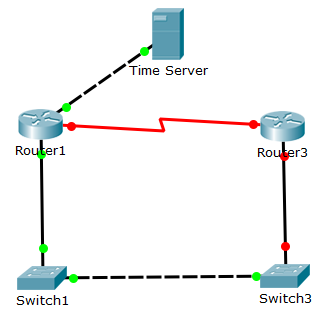 Time Server
Router1
Router3
Switch1
Switch3